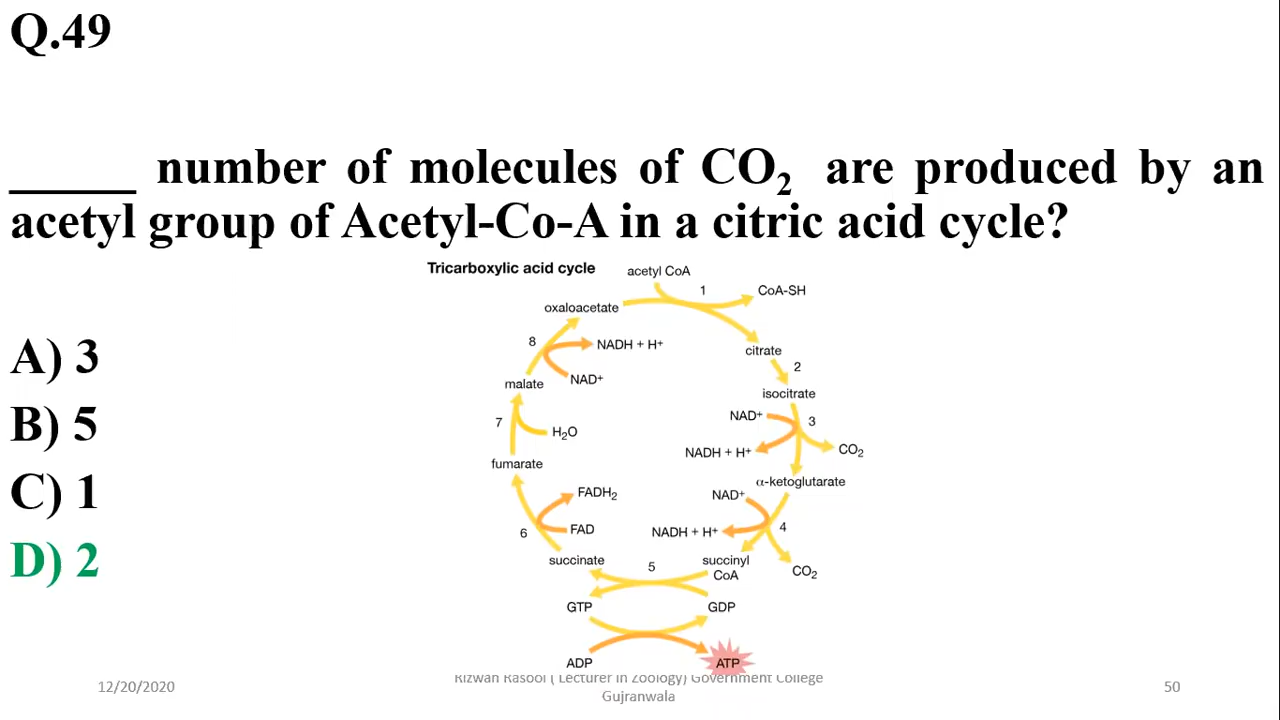 Q.49
_____ number of molecules of CO₂ are produced by an
acetyl group of Acetyl-Co-A in a citric acid cycle?
A) 3
B) 5
C) 1
D) 2
Tricarboxylic acid cycle
acetyl CoA
1
CoA-SH
oxaloacetate
citrate
2
isocitrate
NAD⁺
3
NADH + H⁺
CO₂
α-ketoglutarate
NAD⁺
4
NADH + H⁺
CO₂
succinyl
CoA
5
GDP
GTP
ADP
ATP
succinate
6
FAD
FADH₂
fumarate
7
H₂O
malate
8
NAD⁺
NADH + H⁺
12/20/2020
Rizwan Rasool ( Lecturer in Zoology) Government College
Gujranwala
50